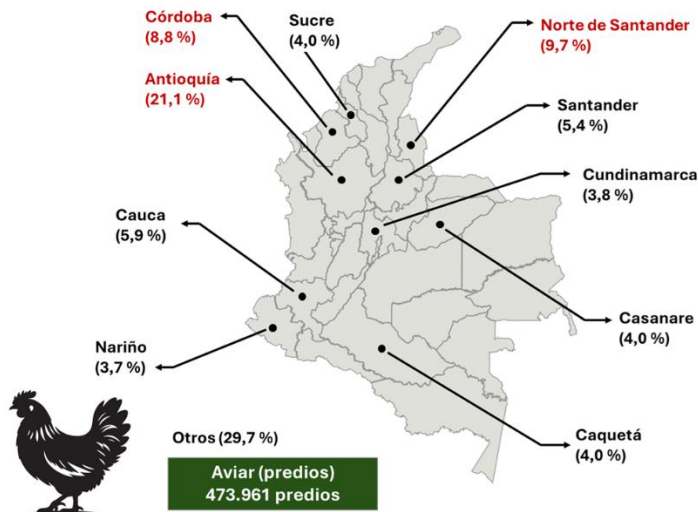 Córdoba
(8,8 %)
Sucre
(4,0 %)
Norte de Santander
(9,7 %)
Antioquía
(21,1 %)
Santander
(5,4 %)
Cundinamarca
(3,8 %)
Cauca
(5,9 %)
Casanare
(4,0 %)
Nariño
(3,7 %)
Caquetá
(4,0 %)
Otros (29,7 %)
Aviar (predios)
473.961 predios